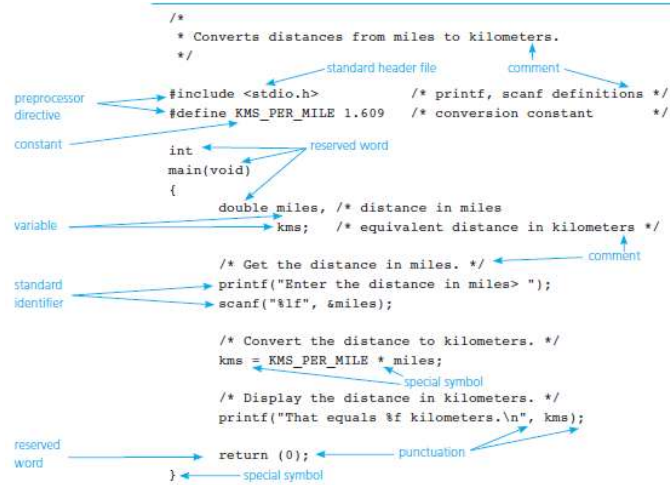 /*
* Converts distances from miles to kilometers.
*/
standard header file comment
preprocessor directive
#include <stdio.h> /* printf, scanf definitions */
#define KMS_PER_MILE 1.609 /* conversion constant */
constant
int
reserved word
main(void)
{
double miles, /* distance in miles
variable
kms; /* equivalent distance in kilometers */
comment
/* Get the distance in miles. */
standard identifier
printf("Enter the distance in miles> ");
scanf("%lf", &miles);
/* Convert the distance to kilometers. */
kms = KMS_PER_MILE * miles;
special symbol
/* Display the distance in kilometers. */
printf("That equals %f kilometers.\n", kms);
reserved word
return (0);
punctuation
}
special symbol